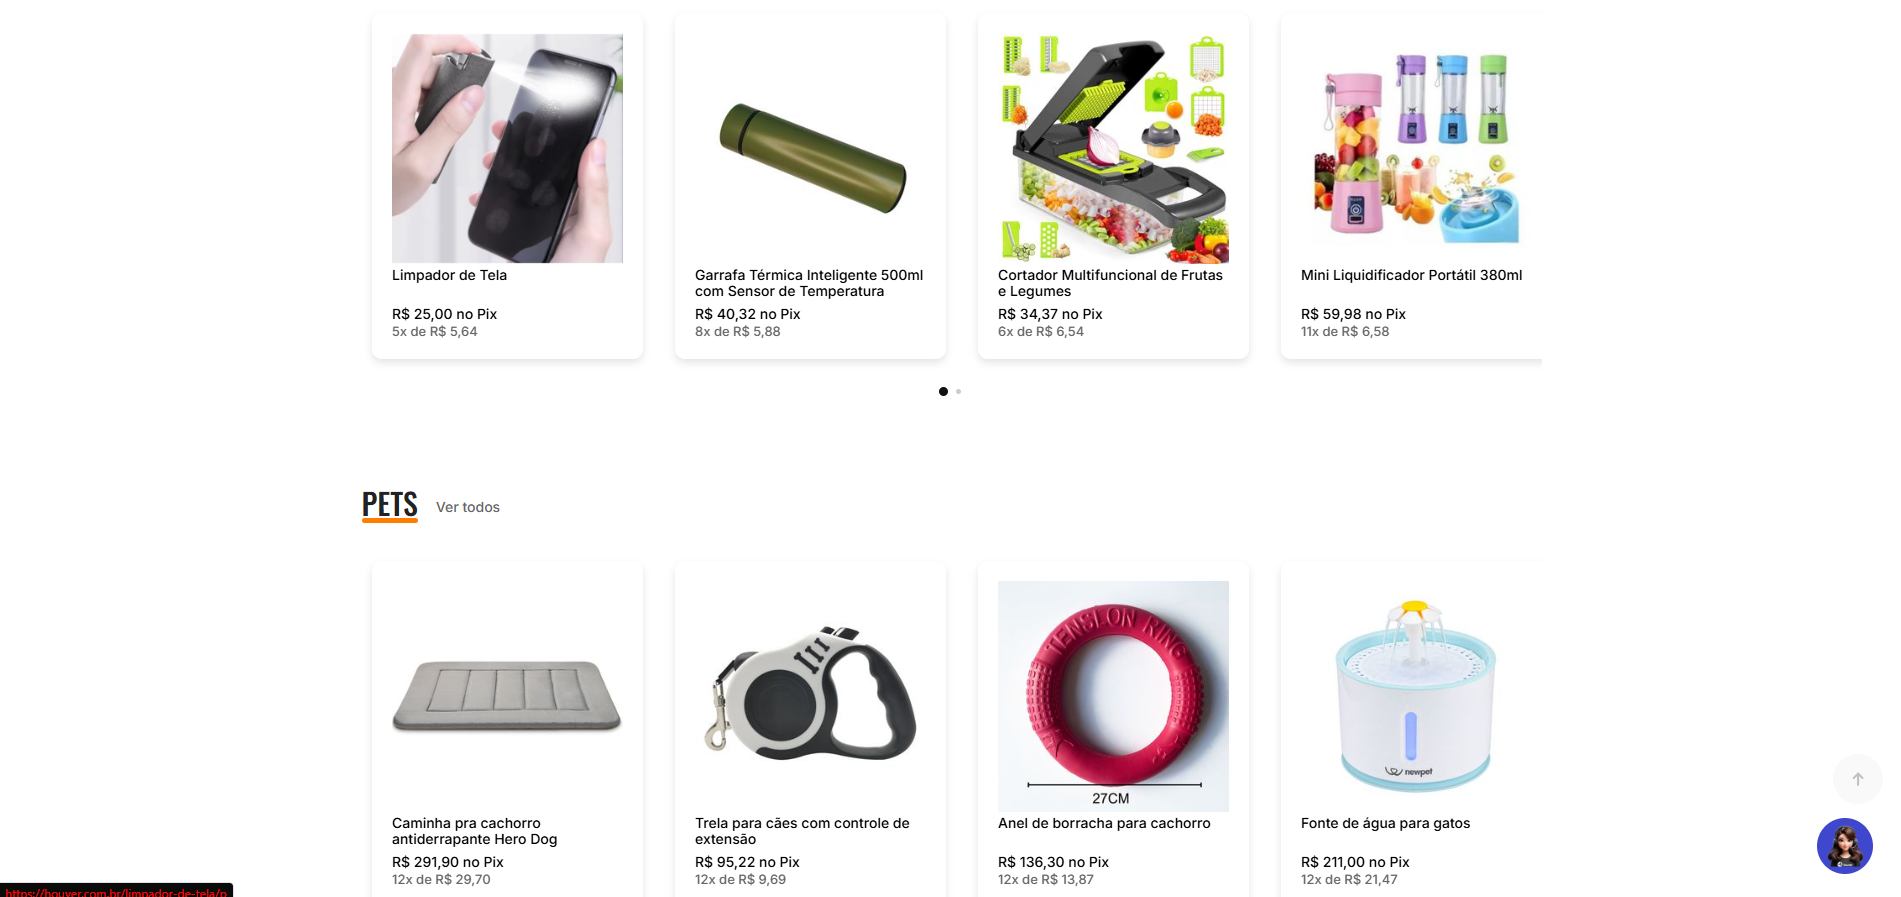 Limpador de Tela
R$ 25,00 no Pix
5x de R$ 5,64
Garrafa Térmica Inteligente 500ml
com Sensor de Temperatura
R$ 40,32 no Pix
8x de R$ 5,88
Cortador Multifuncional de Frutas
e Legumes
R$ 34,37 no Pix
6x de R$ 6,54
Mini Liquidificador Portátil 380ml
R$ 59,98 no Pix
11x de R$ 6,58
PETS Ver todos
TENSLON RING
27CM
newpet
Caminha pra cachorro
antiderrapante Hero Dog
R$ 291,90 no Pix
12x de R$ 29,70
Trela para cães com controle de
extensão
R$ 95,22 no Pix
12x de R$ 9,69
Anel de borracha para cachorro
R$ 136,30 no Pix
12x de R$ 13,87
Fonte de água para gatos
R$ 211,00 no Pix
12x de R$ 21,47
https://houver.com.br/limpador-de-tela/p